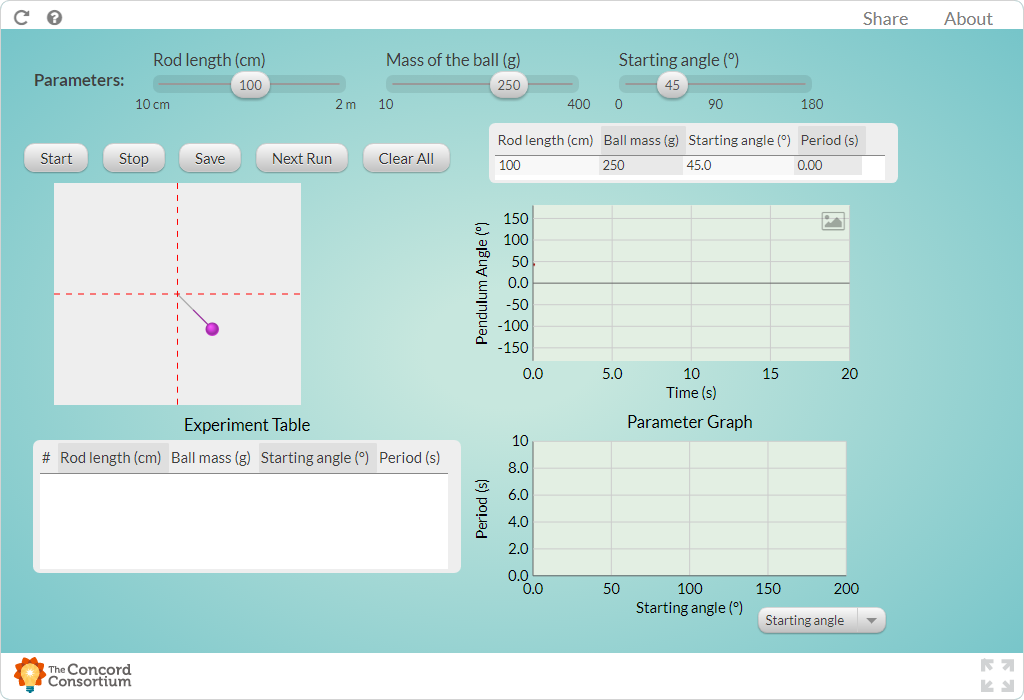 Share About
Parameters:
Rod length (cm)
100
10 cm 2 m
Mass of the ball (g)
250
10 400
Starting angle (º)
45
0 90 180
Start Stop Save Next Run Clear All
Rod length (cm) Ball mass (g) Starting angle (º) Period (s)
100 250 45.0 0.00
Pendulum Angle (º)
150
100
50
0.0
-50
-100
-150
0.0 5.0 10 15 20
Time (s)
Experiment Table
# Rod length (cm) Ball mass (g) Starting angle (º) Period (s)
Parameter Graph
Period (s)
10
8.0
6.0
4.0
2.0
0.0
0.0 50 100 150 200
Starting angle (º)
Starting angle
The Concord
Consortium